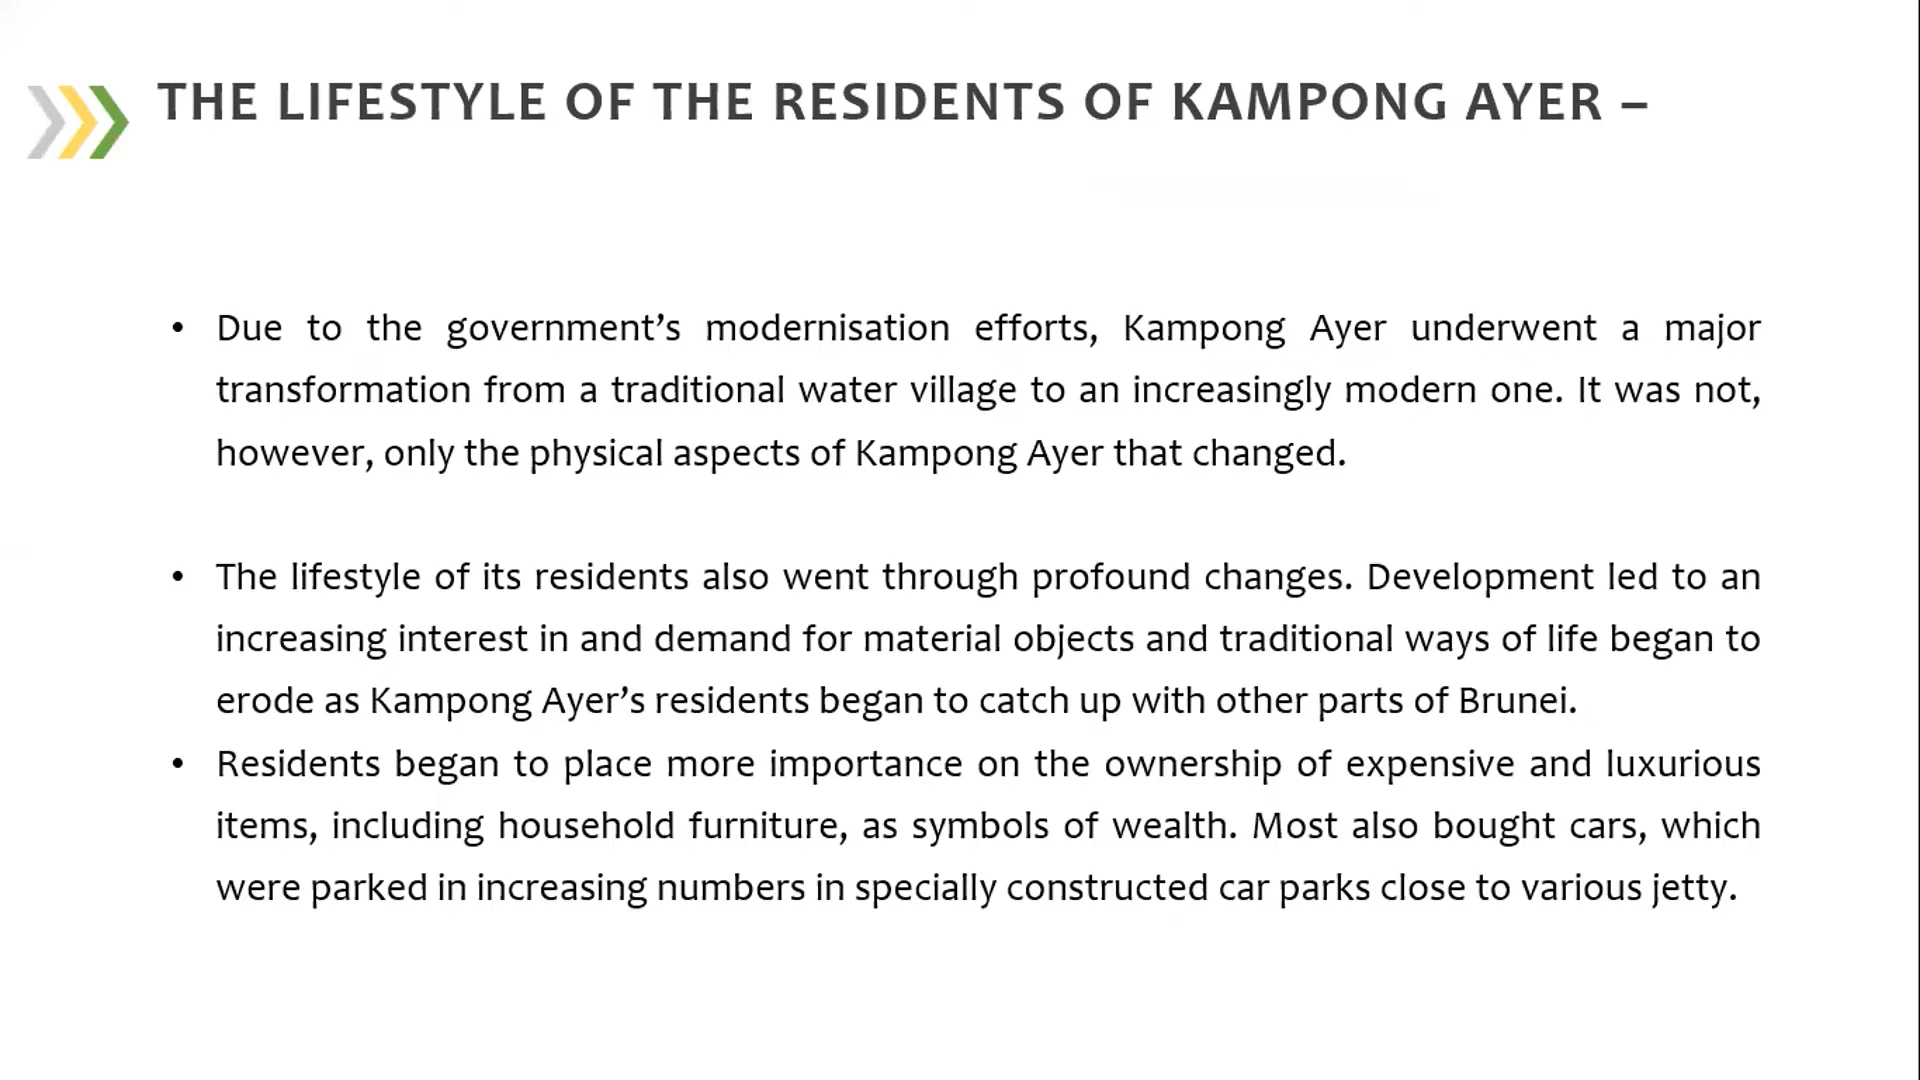 THE LIFESTYLE OF THE RESIDENTS OF KAMPONG AYER –
• Due to the government’s modernisation efforts, Kampong Ayer underwent a major
transformation from a traditional water village to an increasingly modern one. It was not,
however, only the physical aspects of Kampong Ayer that changed.
• The lifestyle of its residents also went through profound changes. Development led to an
increasing interest in and demand for material objects and traditional ways of life began to
erode as Kampong Ayer’s residents began to catch up with other parts of Brunei.
• Residents began to place more importance on the ownership of expensive and luxurious
items, including household furniture, as symbols of wealth. Most also bought cars, which
were parked in increasing numbers in specially constructed car parks close to various jetty.